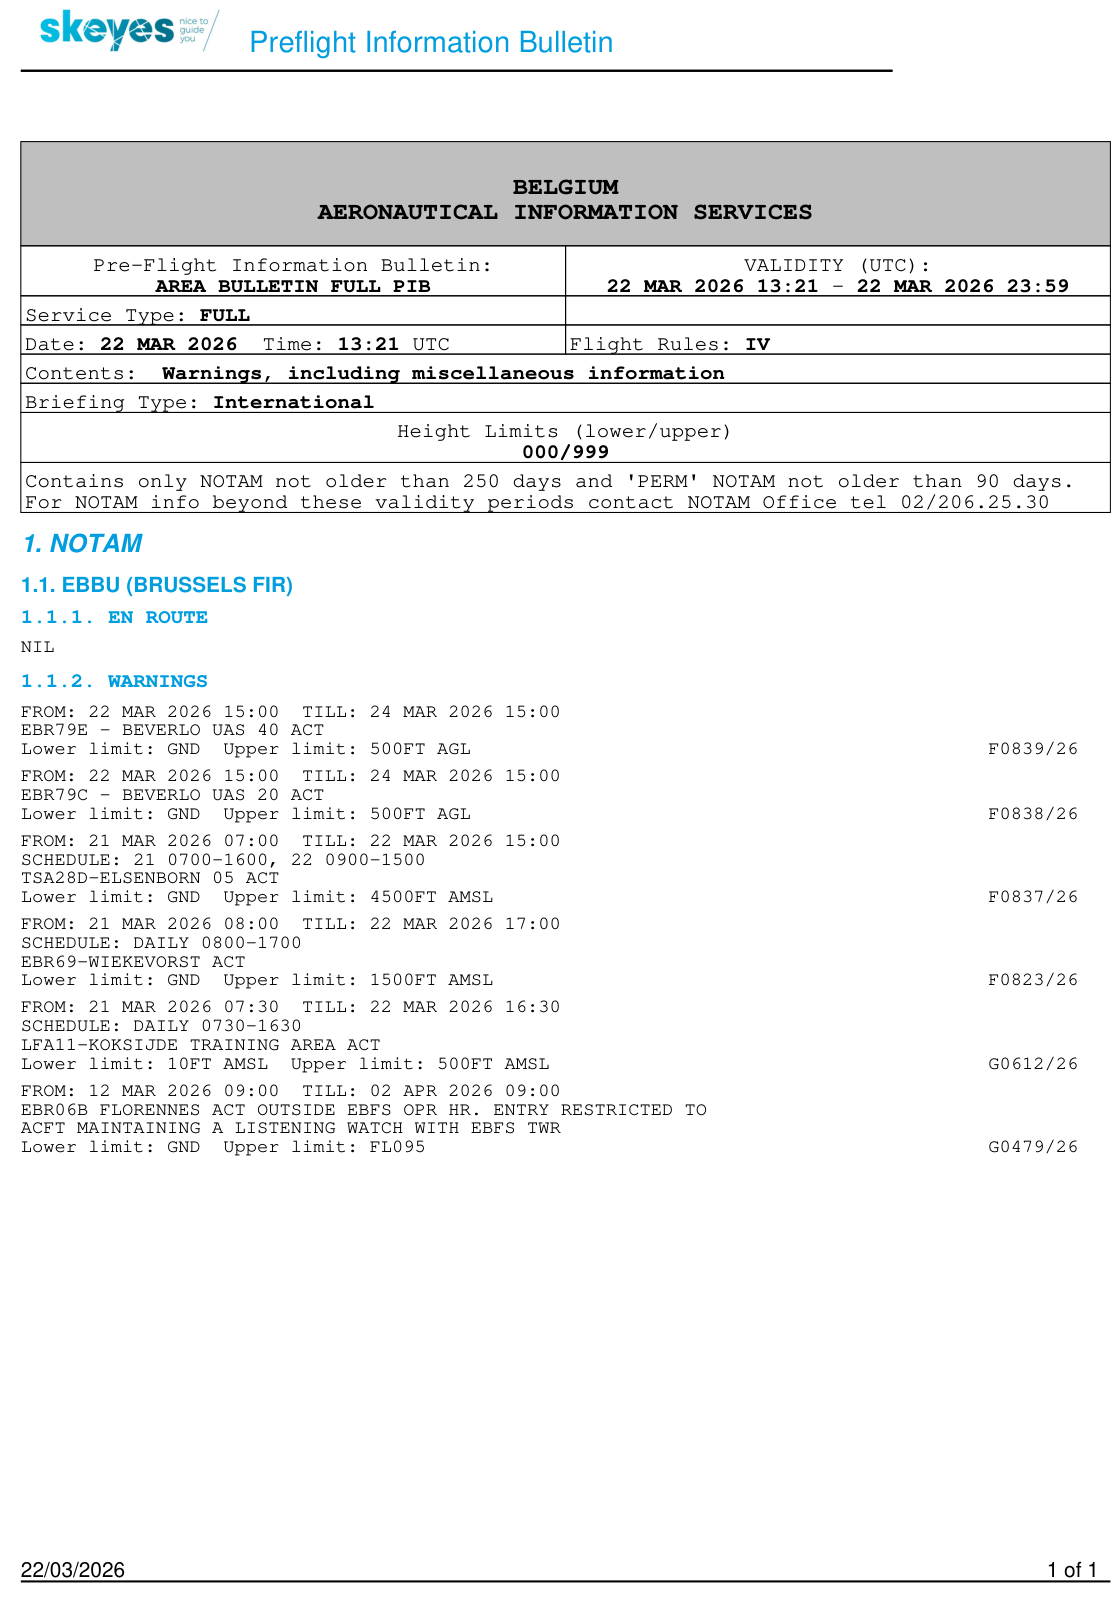 skeyes nice to guide you
Preflight Information Bulletin
BELGIUM
AERONAUTICAL INFORMATION SERVICES
Pre-Flight Information Bulletin:
AREA BULLETIN FULL PIB
VALIDITY (UTC):
22 MAR 2026 13:21 - 22 MAR 2026 23:59
Service Type: FULL
Date: 22 MAR 2026  Time: 13:21 UTC
Flight Rules: IV
Contents:  Warnings, including miscellaneous information
Briefing Type: International
Height Limits (lower/upper)
000/999
Contains only NOTAM not older than 250 days and 'PERM' NOTAM not older than 90 days.
For NOTAM info beyond these validity periods contact NOTAM Office tel 02/206.25.30
1. NOTAM
1.1. EBBU (BRUSSELS FIR)
1.1.1. EN ROUTE
NIL
1.1.2. WARNINGS
FROM: 22 MAR 2026 15:00  TILL: 24 MAR 2026 15:00
EBR79E - BEVERLO UAS 40 ACT
Lower limit: GND  Upper limit: 500FT AGL F0839/26
FROM: 22 MAR 2026 15:00  TILL: 24 MAR 2026 15:00
EBR79C - BEVERLO UAS 20 ACT
Lower limit: GND  Upper limit: 500FT AGL F0838/26
FROM: 21 MAR 2026 07:00  TILL: 22 MAR 2026 15:00
SCHEDULE: 21 0700-1600, 22 0900-1500
TSA28D-ELSENBORN 05 ACT
Lower limit: GND  Upper limit: 4500FT AMSL F0837/26
FROM: 21 MAR 2026 08:00  TILL: 22 MAR 2026 17:00
SCHEDULE: DAILY 0800-1700
EBR69-WIEKEVORST ACT
Lower limit: GND  Upper limit: 1500FT AMSL F0823/26
FROM: 21 MAR 2026 07:30  TILL: 22 MAR 2026 16:30
SCHEDULE: DAILY 0730-1630
LFA11-KOKSIJDE TRAINING AREA ACT
Lower limit: 10FT AMSL  Upper limit: 500FT AMSL G0612/26
FROM: 12 MAR 2026 09:00  TILL: 02 APR 2026 09:00
EBR06B FLORENNES ACT OUTSIDE EBFS OPR HR. ENTRY RESTRICTED TO
ACFT MAINTAINING A LISTENING WATCH WITH EBFS TWR
Lower limit: GND  Upper limit: FL095 G0479/26
22/03/2026 1 of 1